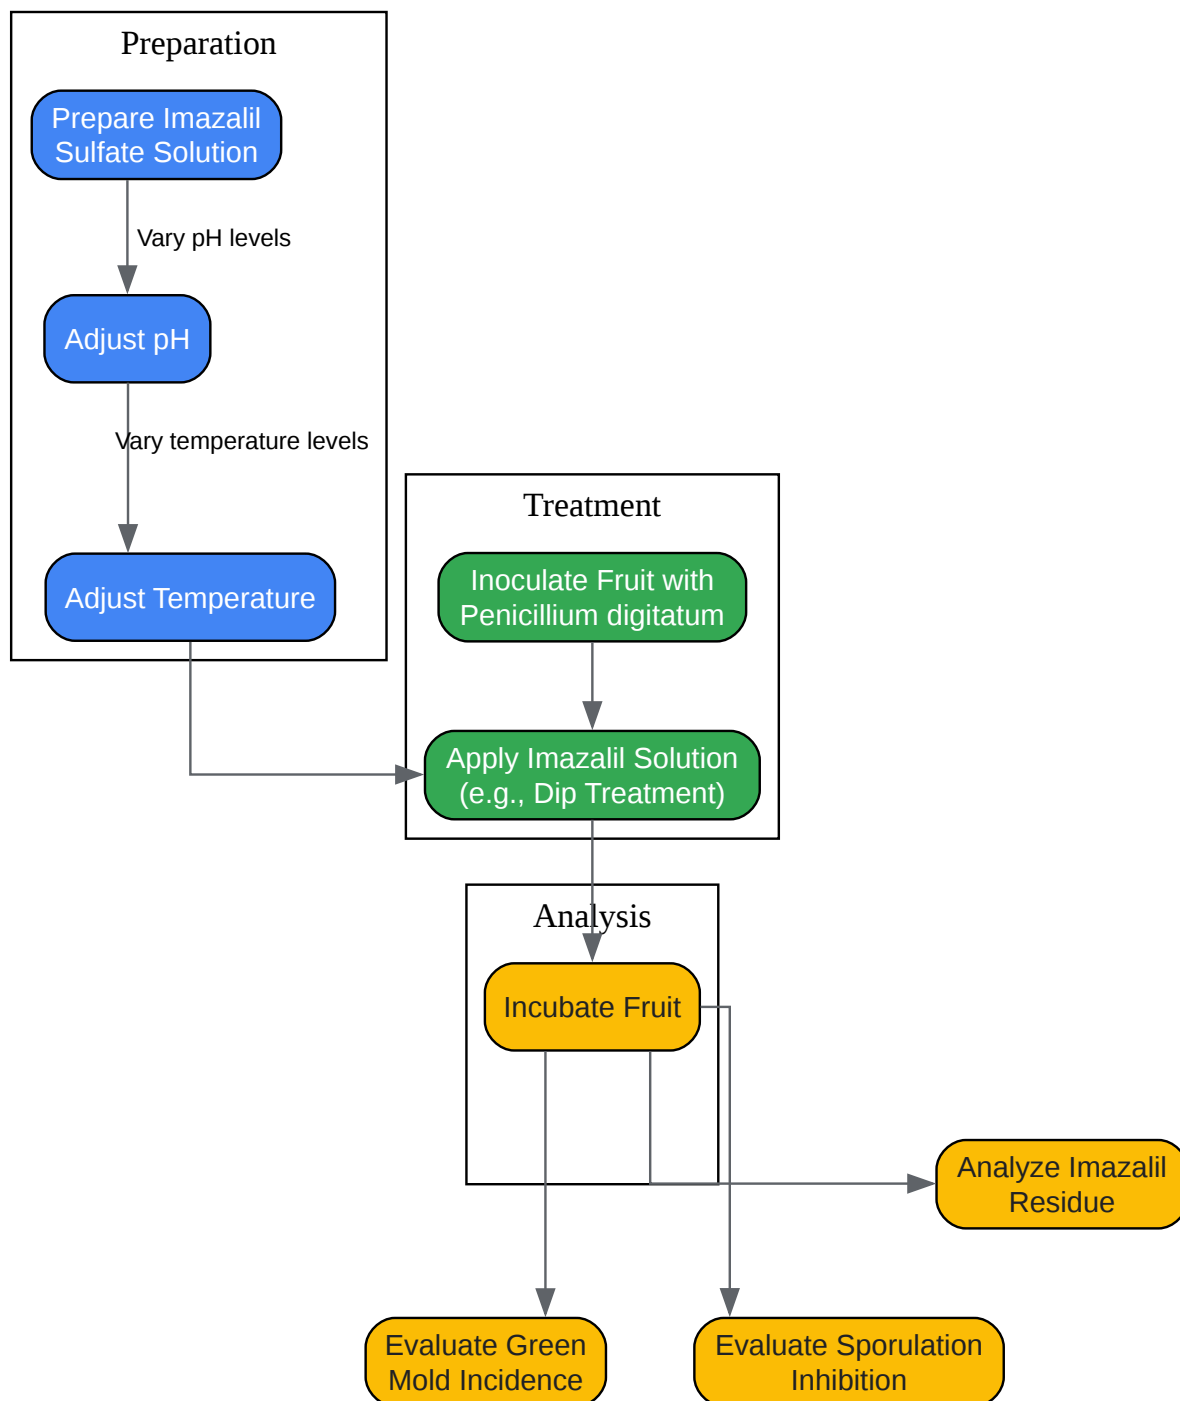 Preparation
Prepare Imazalil
Sulfate Solution
Vary pH levels
Adjust pH
Vary temperature levels
Adjust Temperature
Treatment
Inoculate Fruit with
Penicillium digitatum
Apply Imazalil Solution
(e.g., Dip Treatment)
Analysis
Incubate Fruit
Analyze Imazalil
Residue
Evaluate Green
Mold Incidence
Evaluate Sporulation
Inhibition